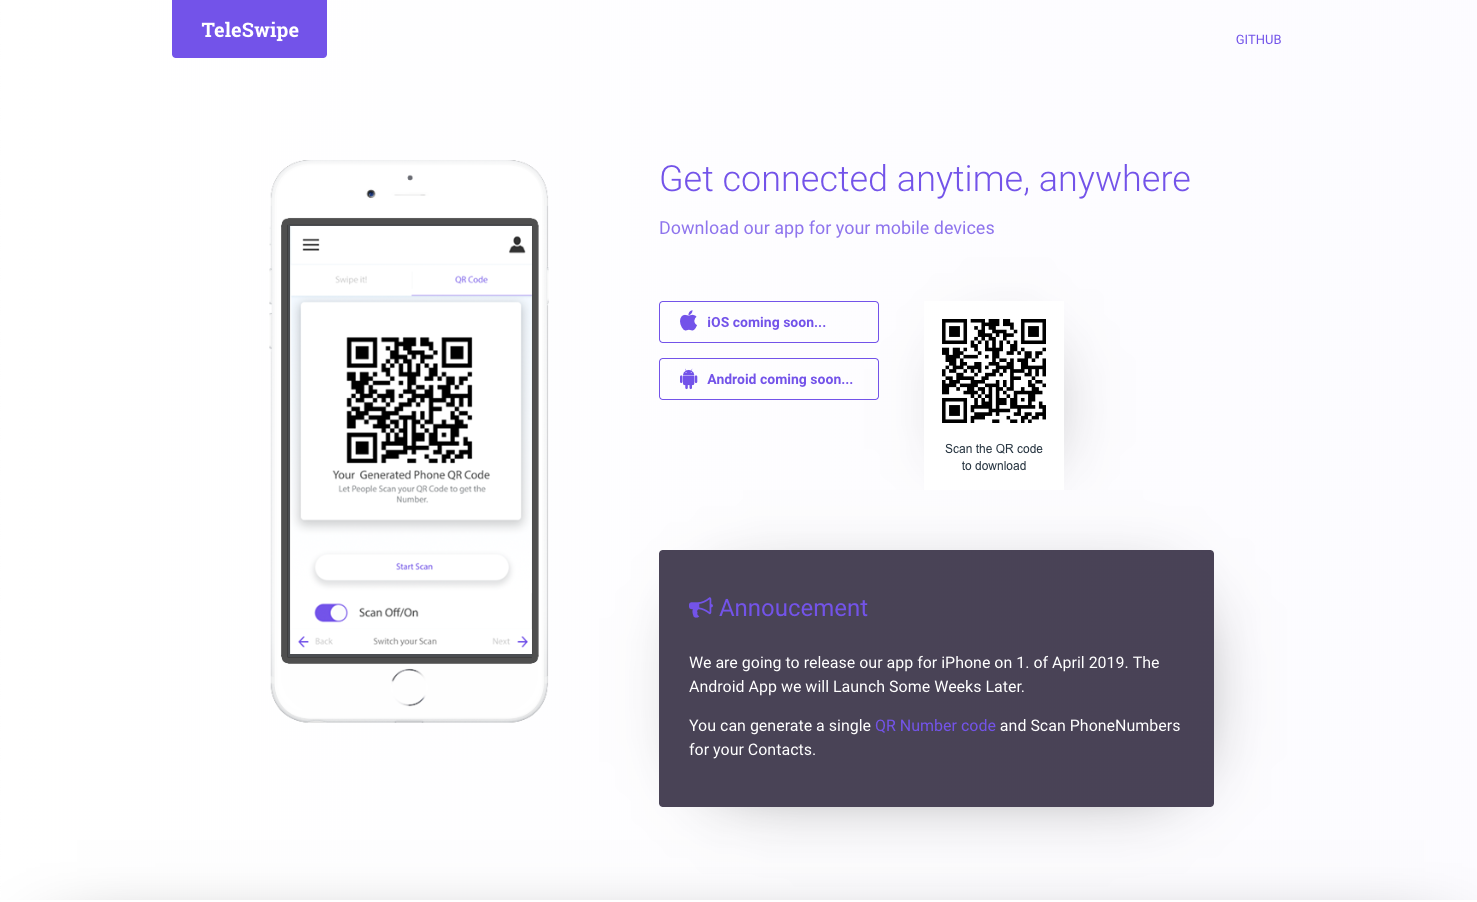 TeleSwipe
GITHUB
Swipe it!
QR Code
Your Generated Phone QR Code
Let People Scan your QR Code to get the
Number.
Start Scan
Scan Off/On
Back
Switch your Scan
Next
Get connected anytime, anywhere
Download our app for your mobile devices
iOS coming soon...
Android coming soon...
Scan the QR code
to download
Annoucement
We are going to release our app for iPhone on 1. of April 2019. The
Android App we will Launch Some Weeks Later.
You can generate a single QR Number code and Scan PhoneNumbers
for your Contacts.